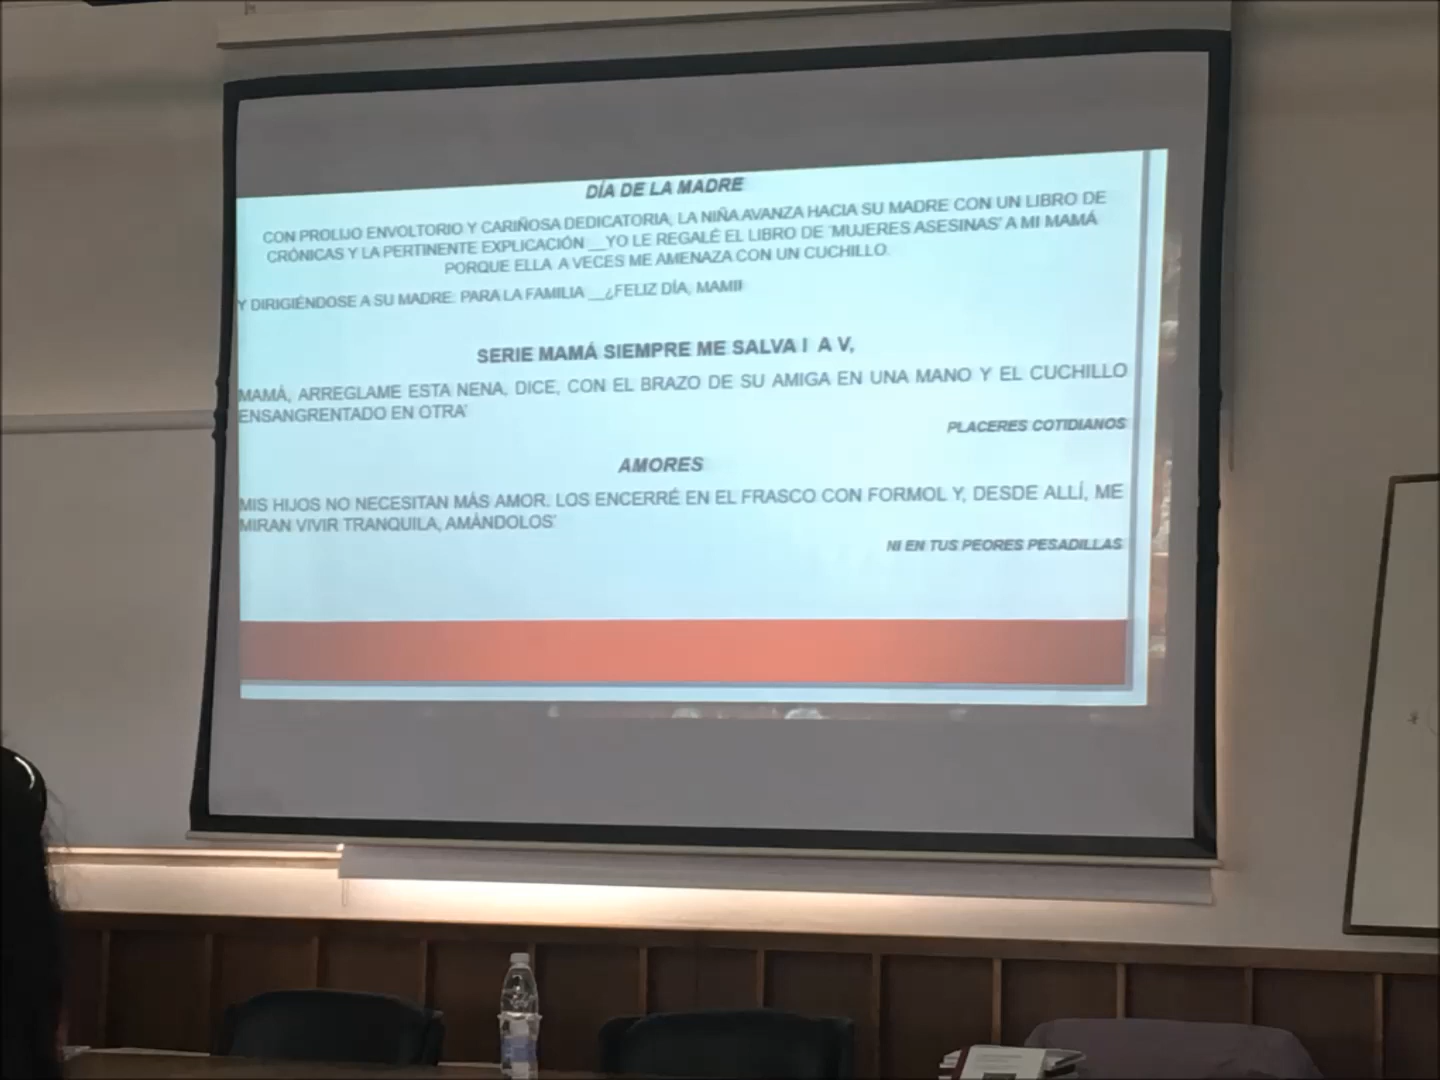 DÍA DE LA MADRE
CON PROLIJO ENVOLTORIO Y CARIÑOSA DEDICATORIA, LA NIÑA AVANZA HACIA SU MADRE CON UN LIBRO DE
CRÓNICAS Y LA PERTINENTE EXPLICACIÓN __YO LE REGALÉ EL LIBRO DE 'MUJERES ASESINAS' A MI MAMÁ
PORQUE ELLA A VECES ME AMENAZA CON UN CUCHILLO.
Y DIRIGIÉNDOSE A SU MADRE: PARA LA FAMILIA __¿FELIZ DÍA, MAMI!
SERIE MAMÁ SIEMPRE ME SALVA I A V,
MAMÁ, ARREGLAME ESTA NENA, DICE, CON EL BRAZO DE SU AMIGA EN UNA MANO Y EL CUCHILLO
ENSANGRENTADO EN OTRA'
PLACERES COTIDIANOS
AMORES
MIS HIJOS NO NECESITAN MÁS AMOR. LOS ENCERRÉ EN EL FRASCO CON FORMOL Y, DESDE ALLÍ, ME
MIRAN VIVIR TRANQUILA, AMÁNDOLOS'
NI EN TUS PEORES PESADILLAS